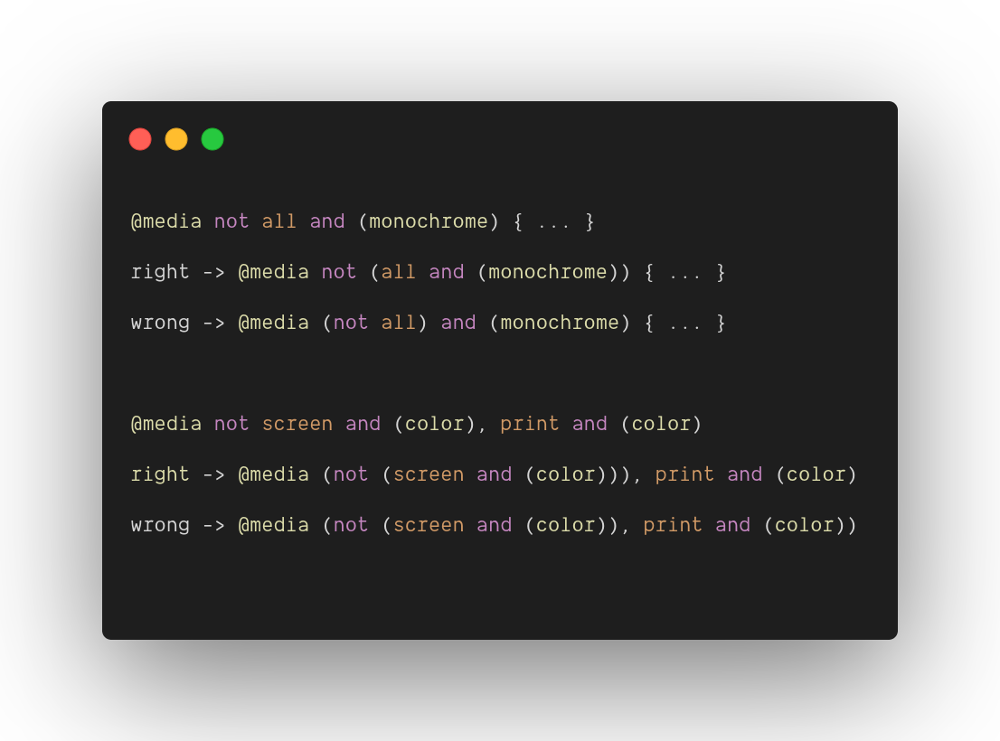 @media not all and (monochrome) { ... }
right -> @media not (all and (monochrome)) { ... }
wrong -> @media (not all) and (monochrome) { ... }
@media not screen and (color), print and (color)
right -> @media (not (screen and (color))), print and (color)
wrong -> @media (not (screen and (color)), print and (color))